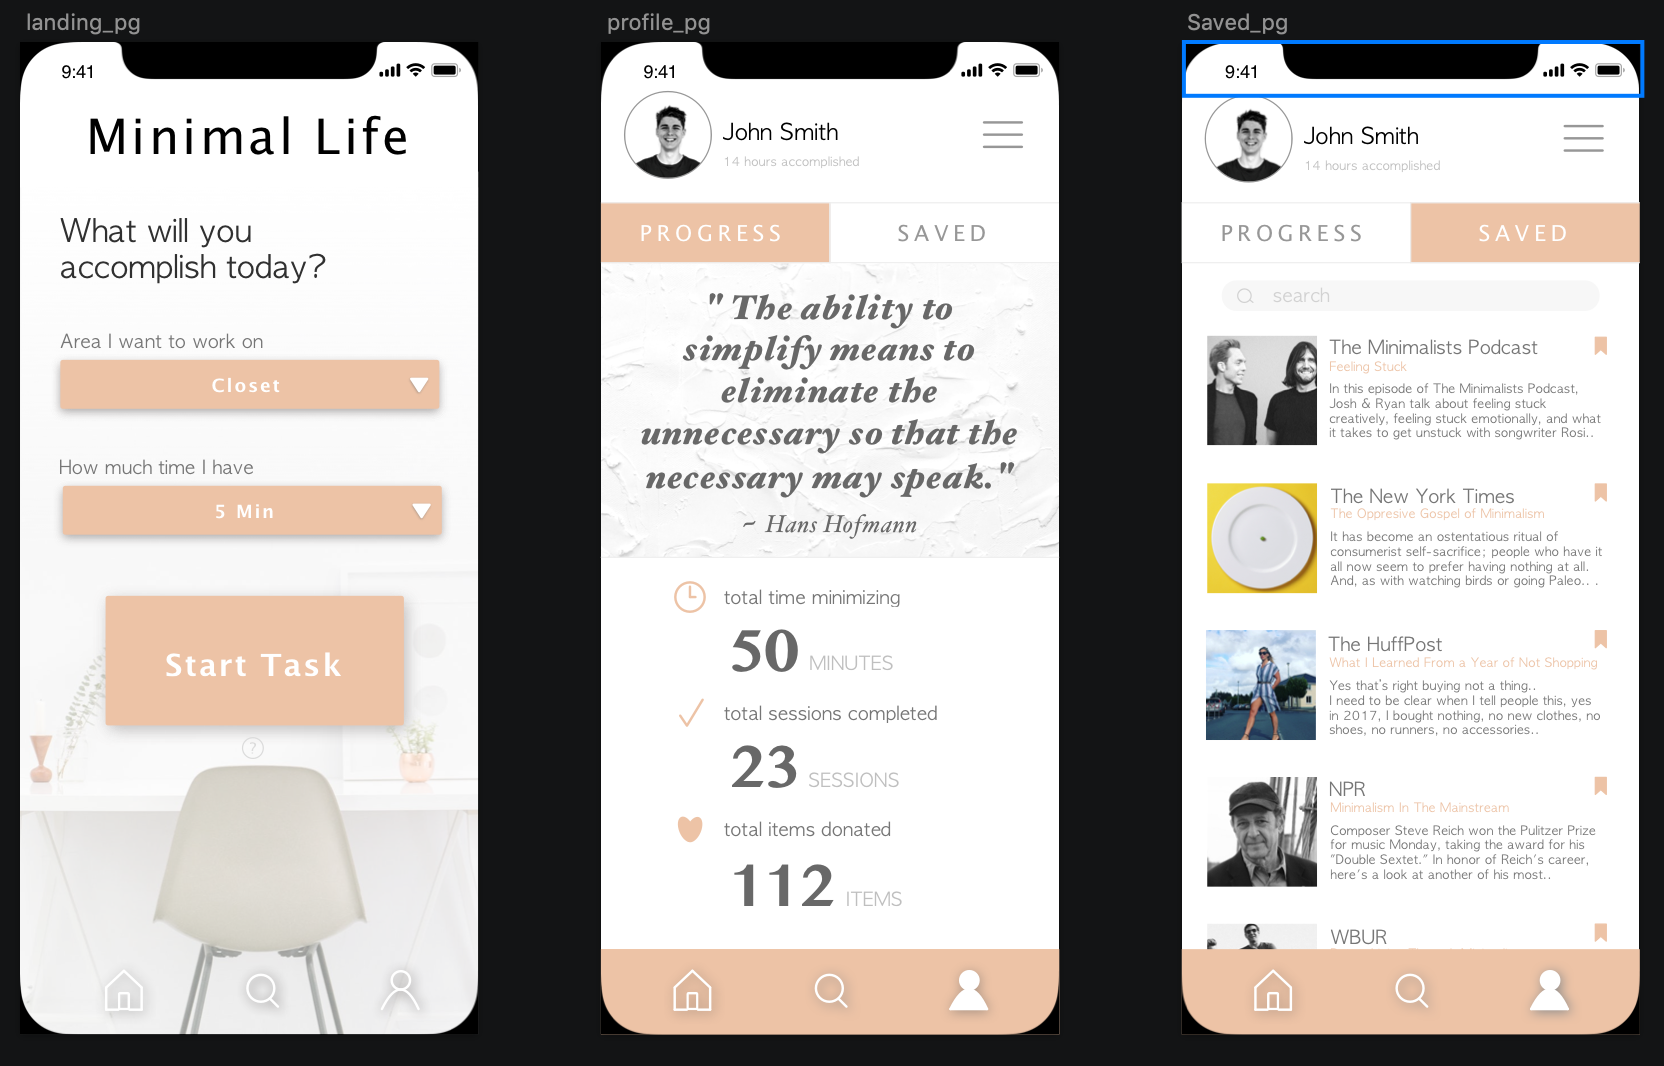 landing_pg
9:41
Minimal Life
What will you
accomplish today?
Area I want to work on
Closet
How much time I have
5 Min
Start Task
?
profile_pg
9:41
John Smith
14 hours accomplished
PROGRESS
SAVED
" The ability to
simplify means to
eliminate the
unnecessary so that the
necessary may speak."
~ Hans Hofmann
total time minimizing
50 MINUTES
total sessions completed
23 SESSIONS
total items donated
112 ITEMS
Saved_pg
9:41
John Smith
14 hours accomplished
PROGRESS
SAVED
search
The Minimalists Podcast
Feeling Stuck
In this episode of The Minimalists Podcast,
Josh & Ryan talk about feeling stuck
creatively, feeling stuck emotionally, and what
it takes to get unstuck with songwriter Rosi..
The New York Times
The Oppresive Gospel of Minimalism
It has become an ostentatious ritual of
consumerist self-sacrifice; people who have it
all now seem to prefer having nothing at all.
And, as with watching birds or going Paleo.. .
The HuffPost
What I Learned From a Year of Not Shopping
Yes that's right buying not a thing..
I need to be clear when I tell people this, yes
in 2017, I bought nothing, no new clothes, no
shoes, no runners, no accessories..
NPR
Minimalism In The Mainstream
Composer Steve Reich won the Pulitzer Prize
for music Monday, taking the award for his
"Double Sextet." In honor of Reich's career,
here's a look at another of his most..
WBUR